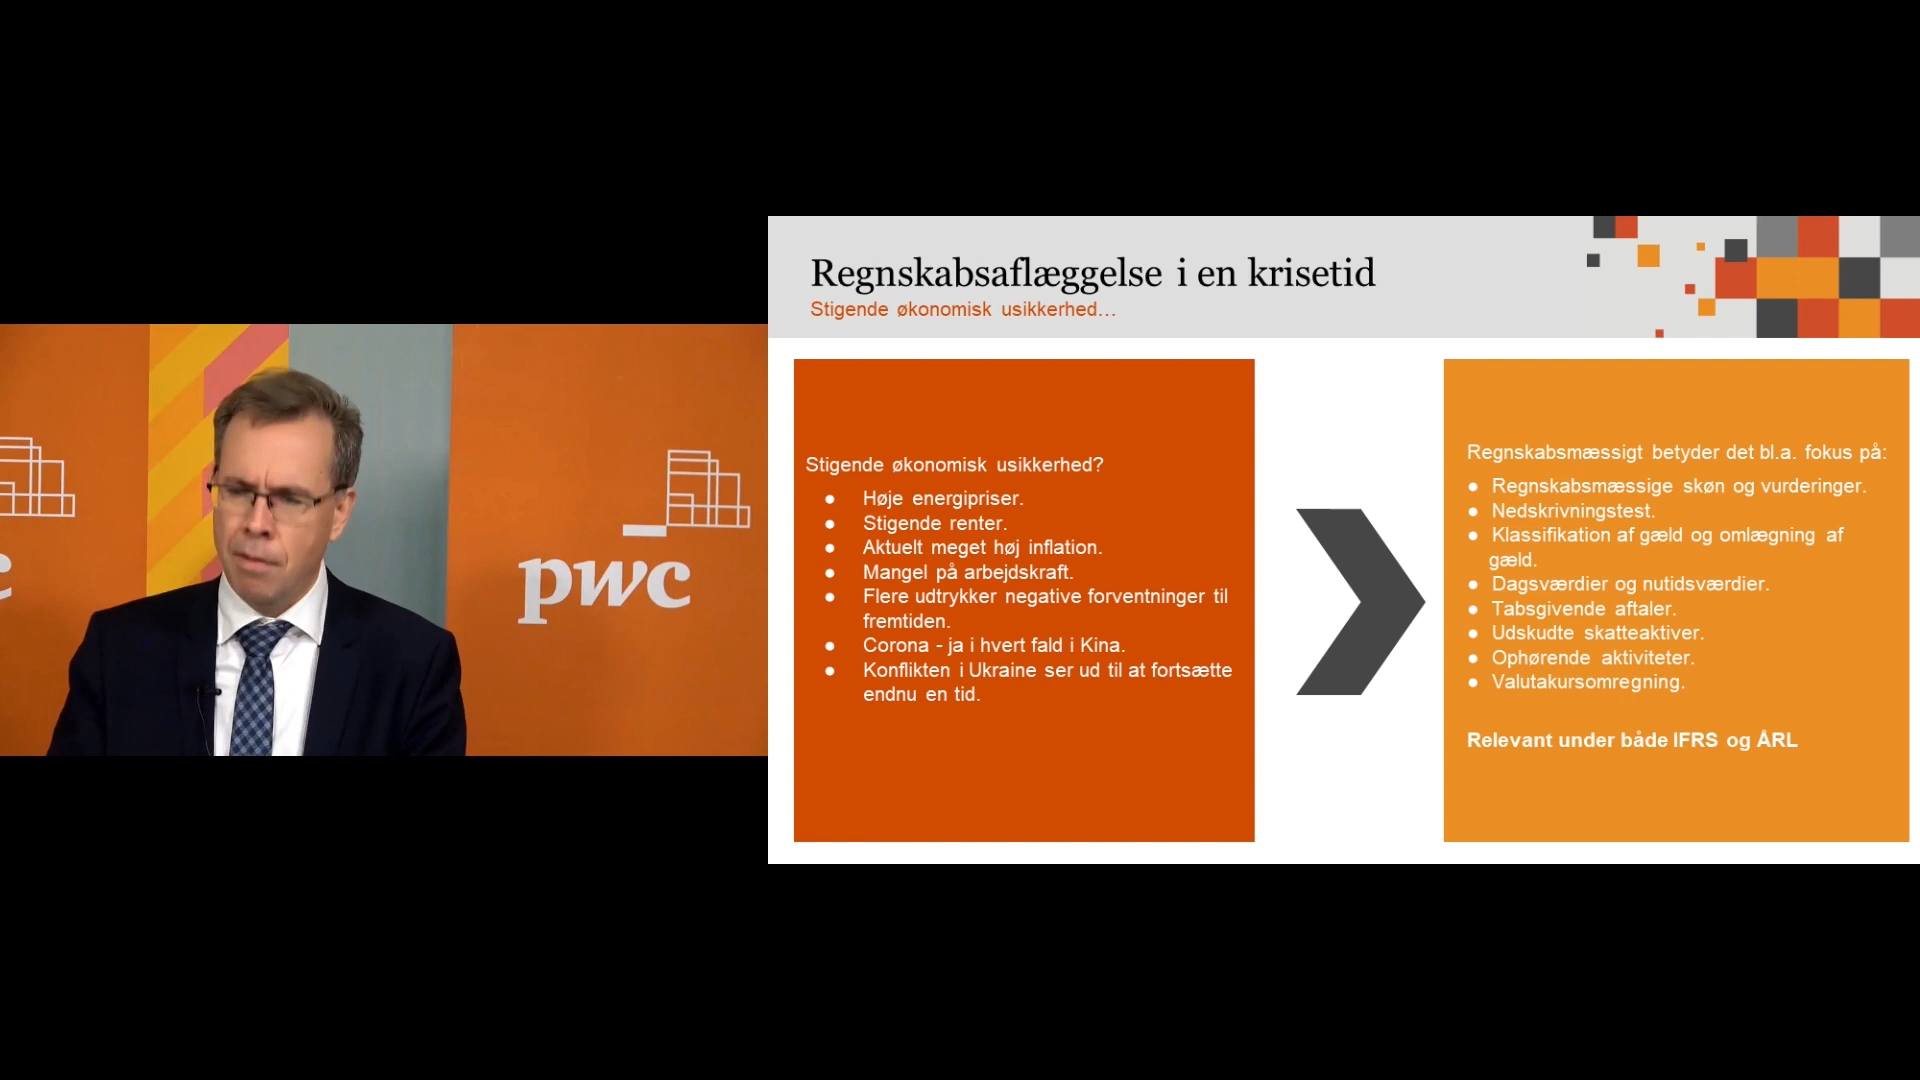 pwc
Regnskabsaflæggelse i en krisetid
Stigende økonomisk usikkerhed…
Stigende økonomisk usikkerhed?
● Høje energipriser.
● Stigende renter.
● Aktuelt meget høj inflation.
● Mangel på arbejdskraft.
● Flere udtrykker negative forventninger til
fremtiden.
● Corona - ja i hvert fald i Kina.
● Konflikten i Ukraine ser ud til at fortsætte
endnu en tid.
Regnskabsmæssigt betyder det bl.a. fokus på:
● Regnskabsmæssige skøn og vurderinger.
● Nedskrivningstest.
● Klassifikation af gæld og omlægning af
gæld.
● Dagsværdier og nutidsværdier.
● Tabsgivende aftaler.
● Udskudte skatteaktiver.
● Ophørende aktiviteter.
● Valutakursomregning.
Relevant under både IFRS og ÅRL